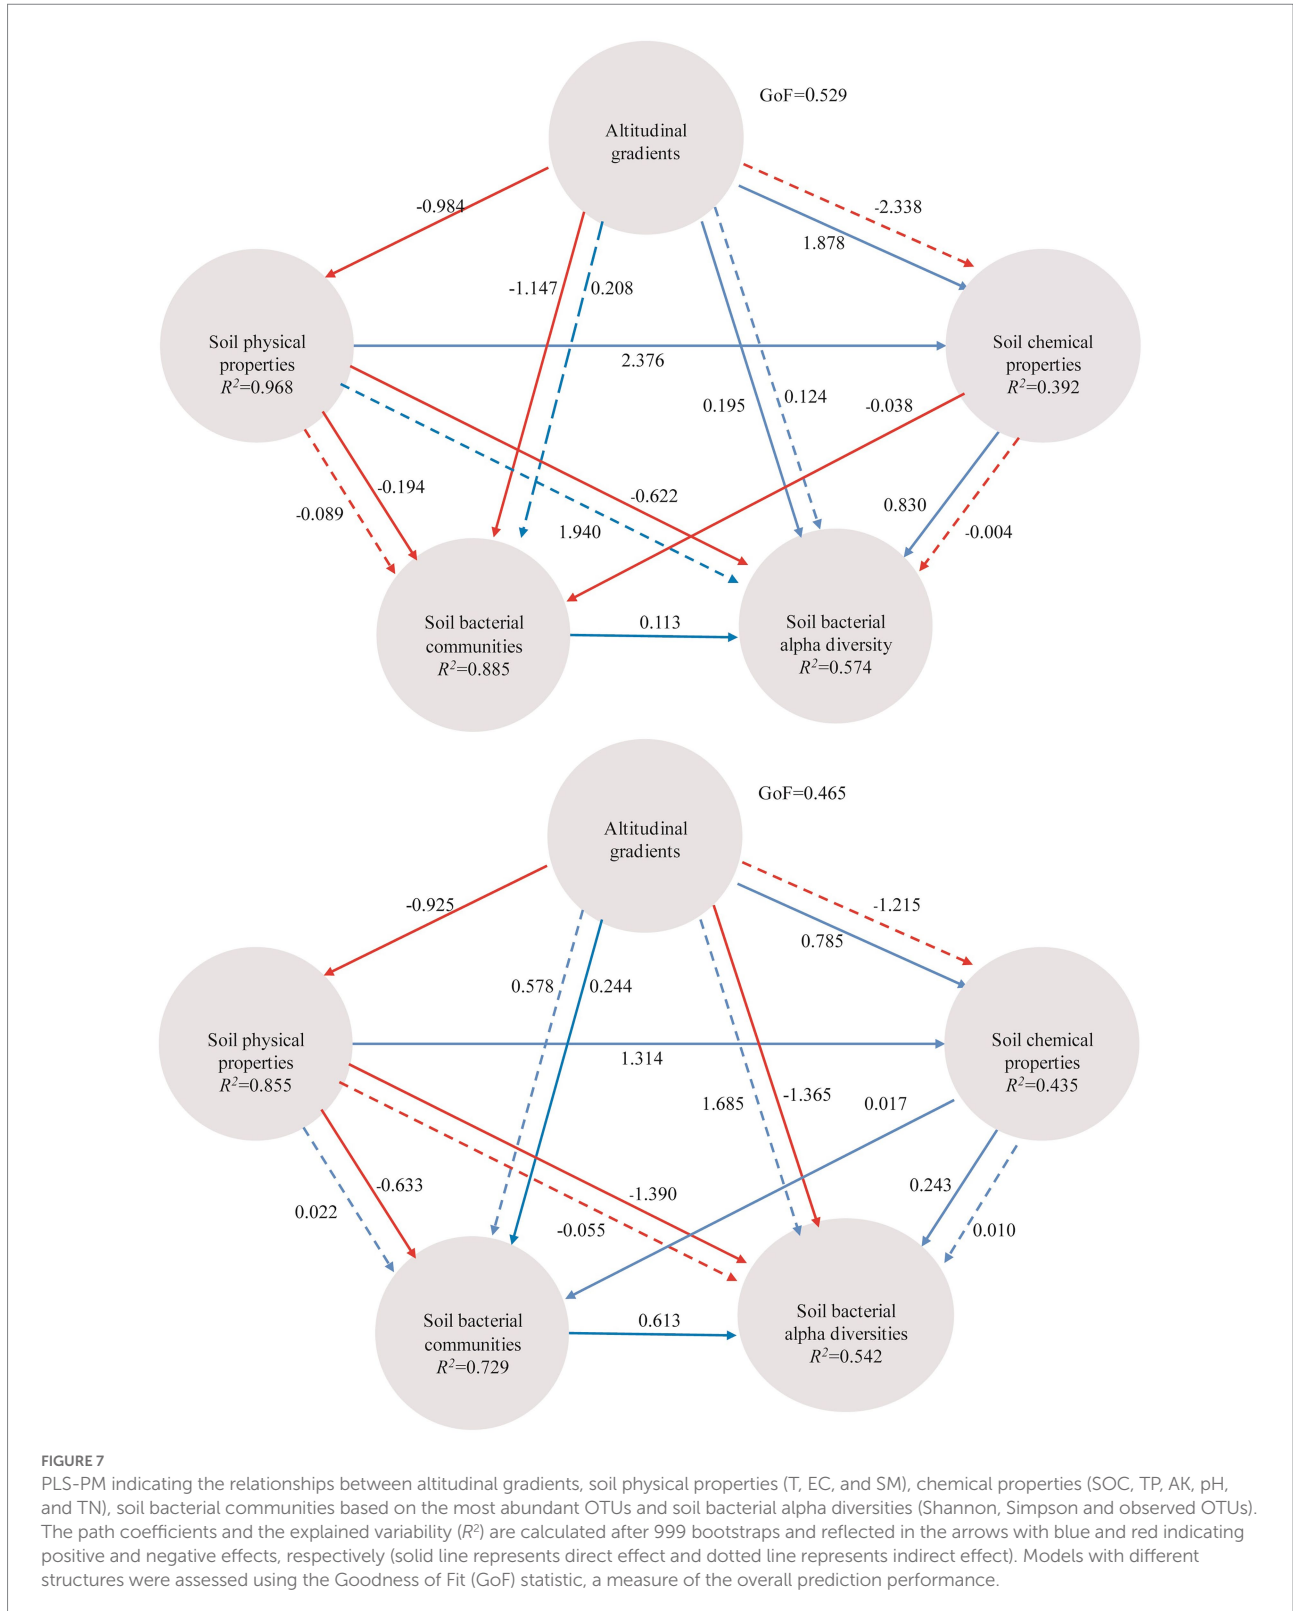 GoF=0.529
Altitudinal
gradients
-0.984
-2.338
1.878
-1.147
0.208
Soil physical
properties
R²=0.968
Soil chemical
properties
R²=0.392
2.376
0.195
0.124
-0.038
-0.194
-0.089
-0.622
1.940
0.830
-0.004
Soil bacterial
communities
R²=0.885
0.113
Soil bacterial
alpha diversity
R²=0.574
GoF=0.465
Altitudinal
gradients
-0.925
-1.215
0.785
0.578
0.244
Soil physical
properties
R²=0.855
Soil chemical
properties
R²=0.435
1.314
1.685
-1.365
0.017
-0.633
0.022
-1.390
-0.055
0.243
0.010
Soil bacterial
communities
R²=0.729
0.613
Soil bacterial
alpha diversities
R²=0.542
FIGURE 7
PLS-PM indicating the relationships between altitudinal gradients, soil physical properties (T, EC, and SM), chemical properties (SOC, TP, AK, pH,
and TN), soil bacterial communities based on the most abundant OTUs and soil bacterial alpha diversities (Shannon, Simpson and observed OTUs).
The path coefficients and the explained variability (R²) are calculated after 999 bootstraps and reflected in the arrows with blue and red indicating
positive and negative effects, respectively (solid line represents direct effect and dotted line represents indirect effect). Models with different
structures were assessed using the Goodness of Fit (GoF) statistic, a measure of the overall prediction performance.